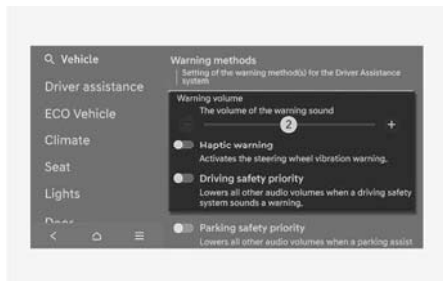 Vehicle
Driver assistance
ECO Vehicle
Climate
Seat
Lights
Door
Warning methods
Setting of the warning method(s) for the Driver Assistance
system
Warning volume
The volume of the warning sound
2
+
Haptic warning
Activates the steering wheel vibration warning.
Driving safety priority
Lowers all other audio volumes when a driving safety
system sounds a warning.
Parking safety priority
Lowers all other audio volumes when a parking assist